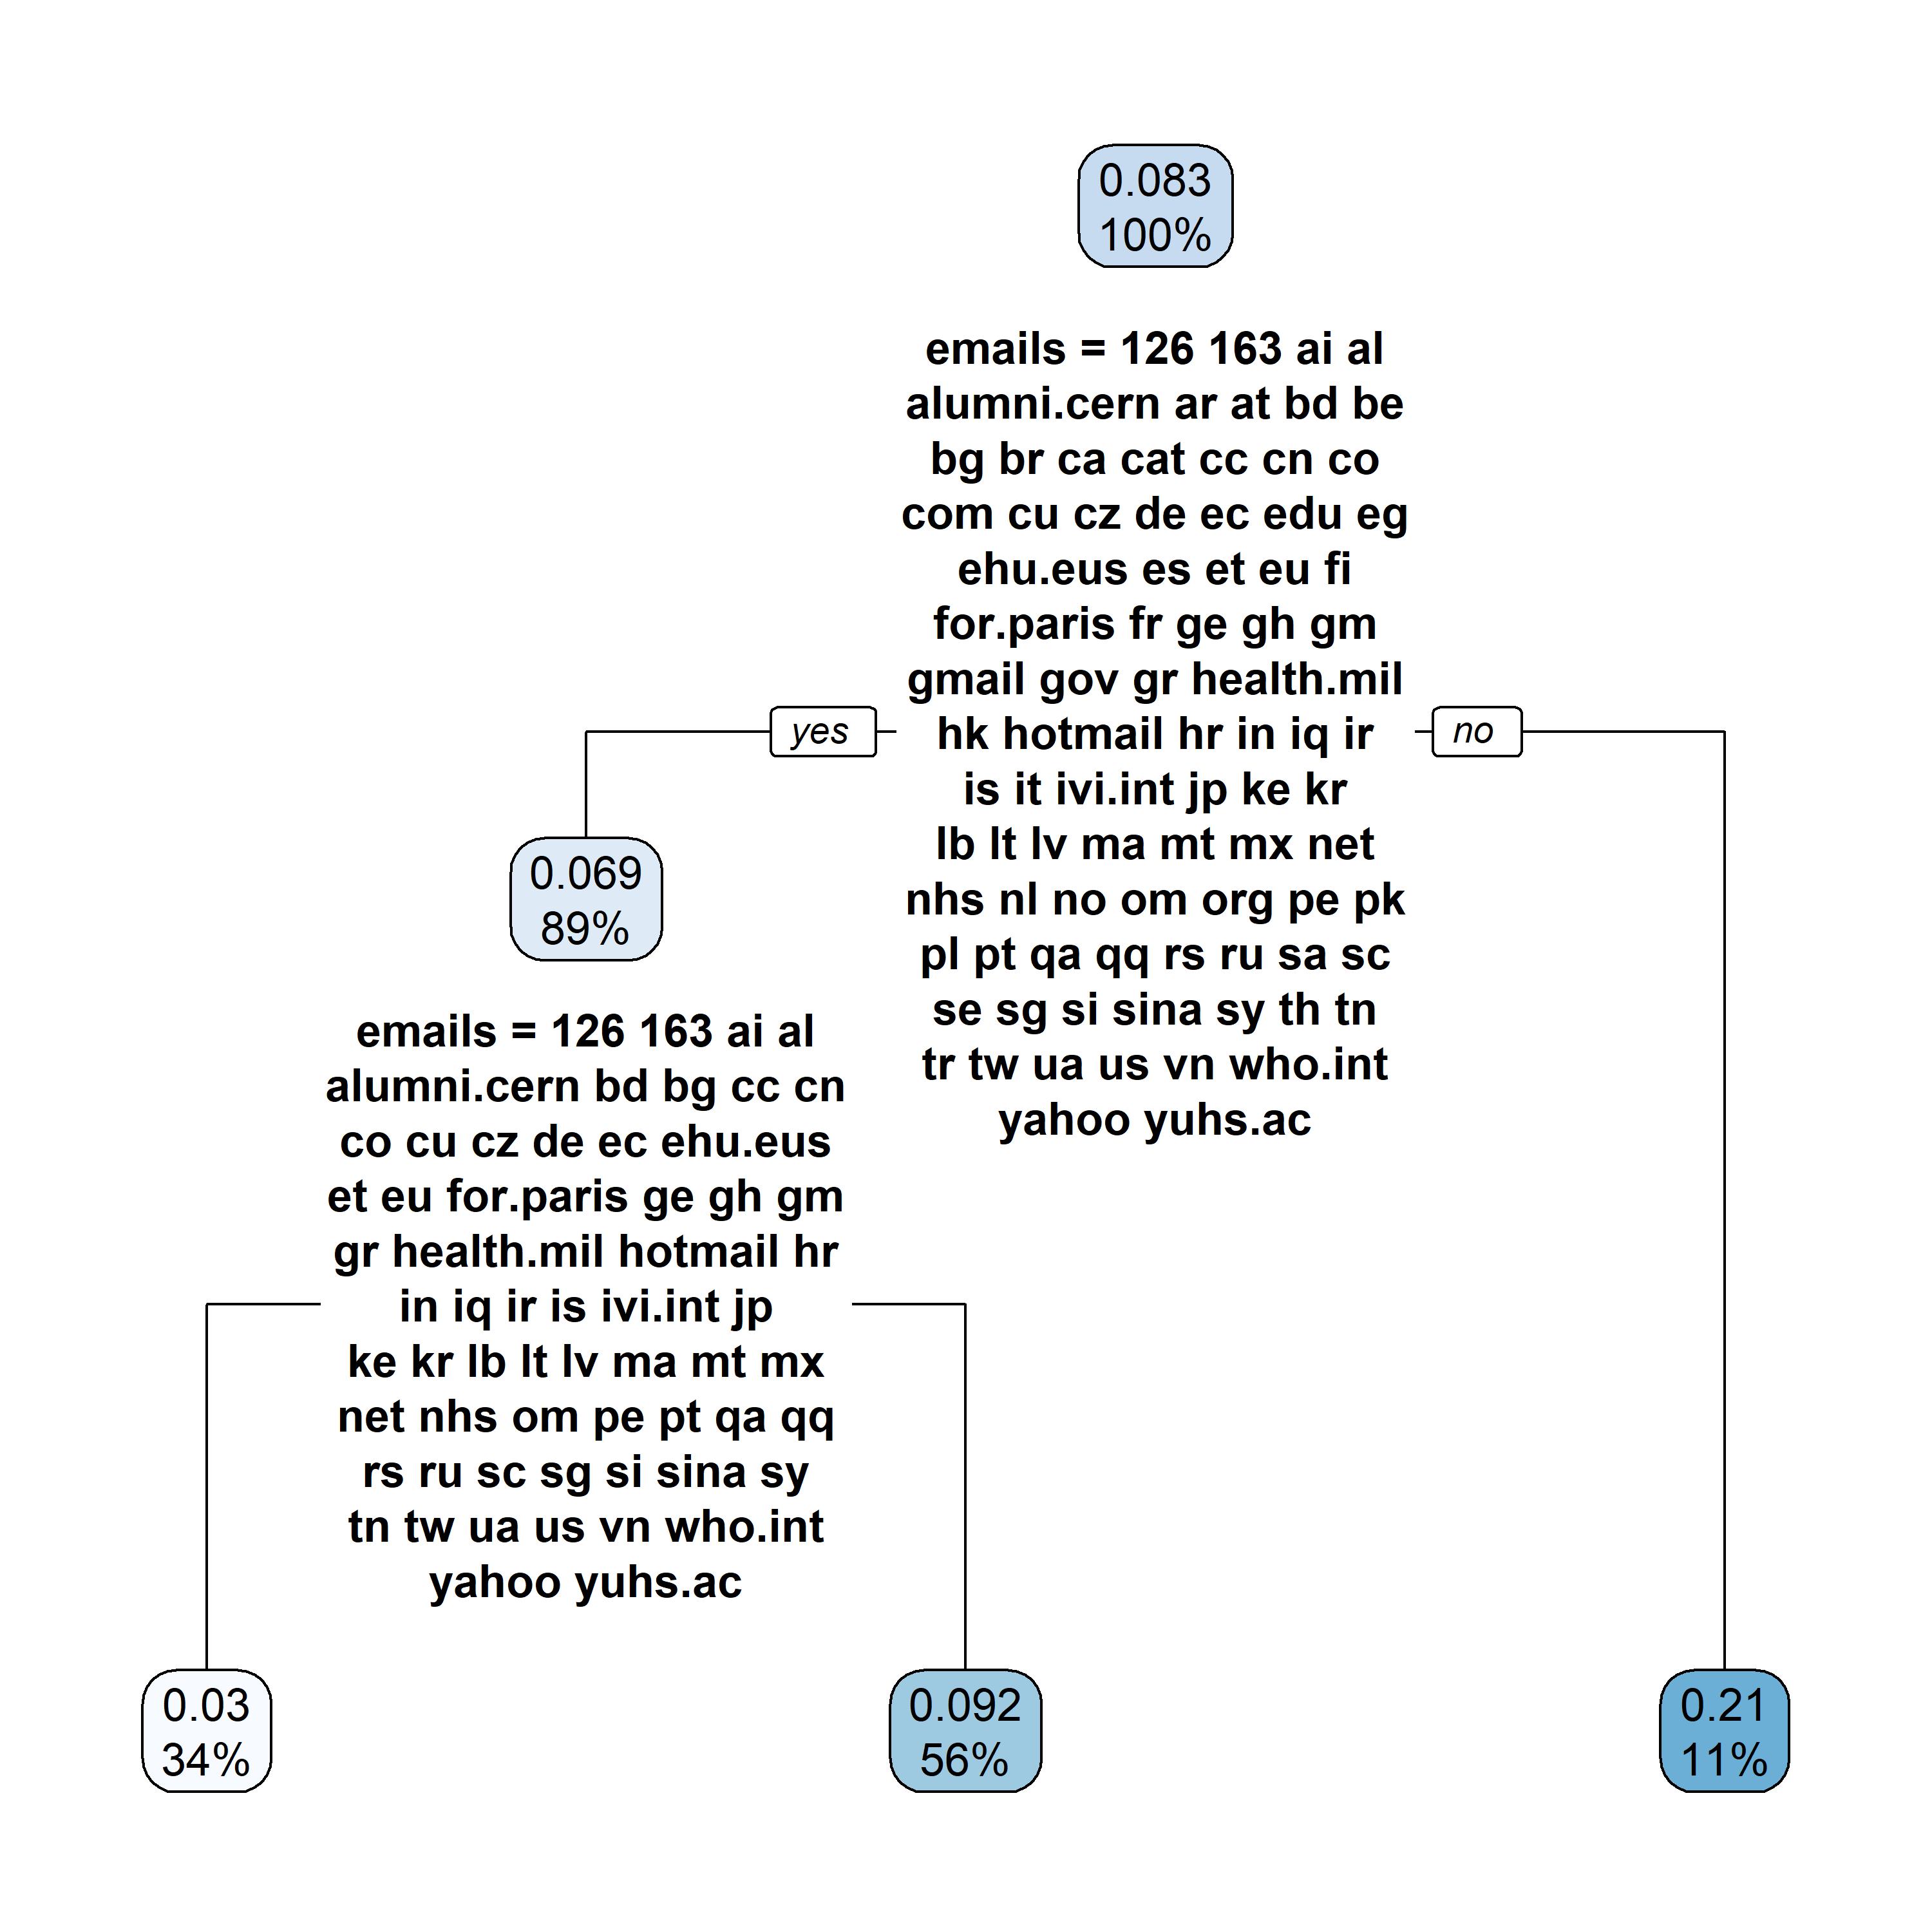 0.083
100%
emails = 126 163 ai al
alumni.cern ar at bd be
bg br ca cat cc cn co
com cu cz de ec edu eg
ehu.eus es et eu fi
for.paris fr ge gh gm
gmail gov gr health.mil
hk hotmail hr in iq ir
is it ivi.int jp ke kr
lb lt lv ma mt mx net
nhs nl no om org pe pk
pl pt qa qq rs ru sa sc
se sg si sina sy th tn
tr tw ua us vn who.int
yahoo yuhs.ac
yes
no
0.069
89%
emails = 126 163 ai al
alumni.cern bd bg cc cn
co cu cz de ec ehu.eus
et eu for.paris ge gh gm
gr health.mil hotmail hr
in iq ir is ivi.int jp
ke kr lb lt lv ma mt mx
net nhs om pe pt qa qq
rs ru sc sg si sina sy
tn tw ua us vn who.int
yahoo yuhs.ac
0.03
34%
0.092
56%
0.21
11%